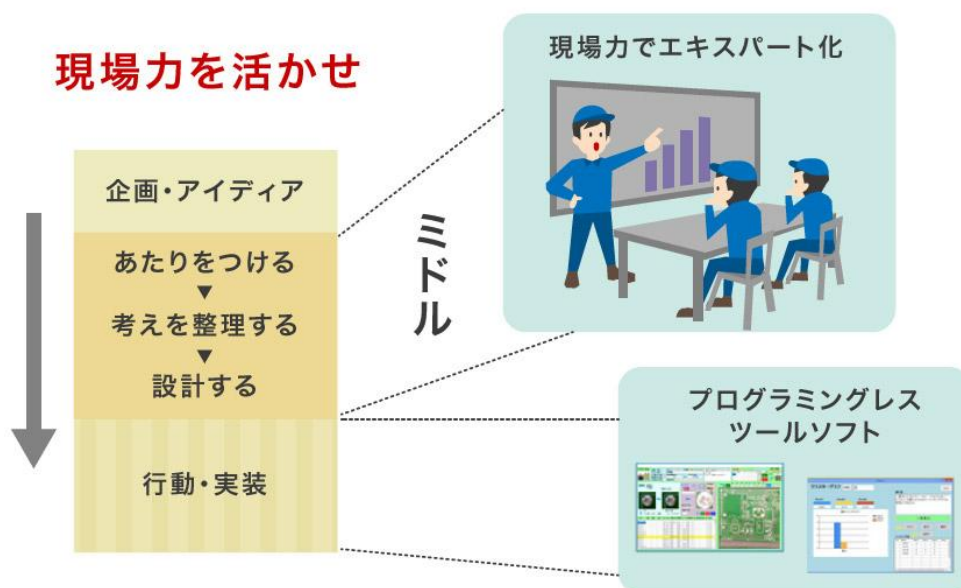 現場力を活かせ
企画・アイディア
あたりをつける
▼
考えを整理する
▼
設計する
行動・実装
ミドル
現場力でエキスパート化
プログラミングレス
ツールソフト